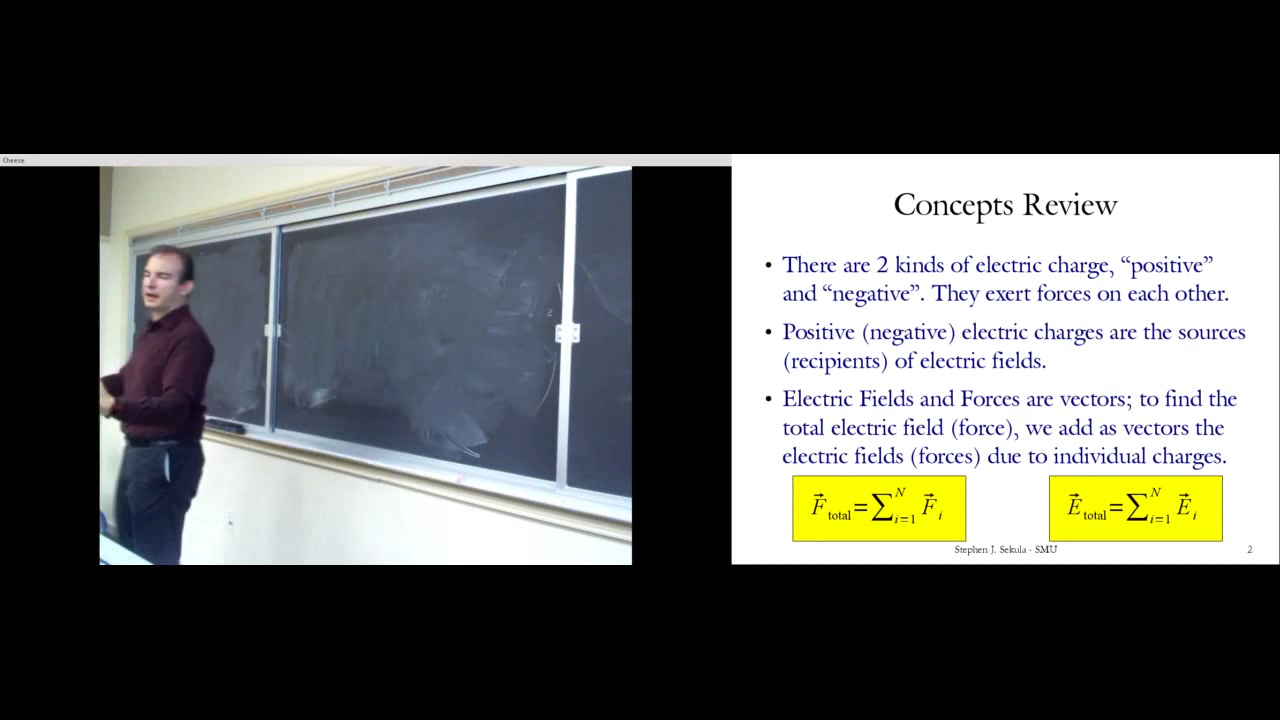 Cheese
Concepts Review
• There are 2 kinds of electric charge, “positive”
and “negative”. They exert forces on each other.
• Positive (negative) electric charges are the sources
(recipients) of electric fields.
• Electric Fields and Forces are vectors; to find the
total electric field (force), we add as vectors the
electric fields (forces) due to individual charges.
F⃗ total = ∑ i=1 N F⃗ i
E⃗ total = ∑ i=1 N E⃗ i
Stephen J. Sekula - SMU
2